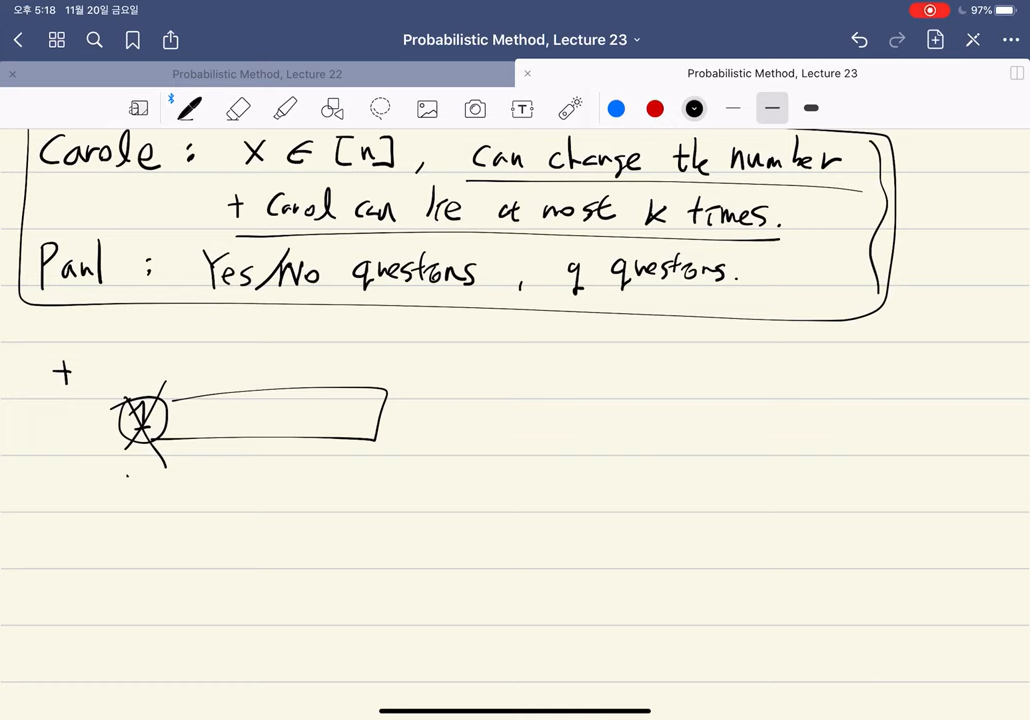 오후 5:18 11월 20일 금요일
97%
Probabilistic Method, Lecture 23
Probabilistic Method, Lecture 22
Probabilistic Method, Lecture 23
T
Carole : X ∈ [n], can change the number
+ Carol can lie at most k times.
Paul : Yes/No questions, q questions.
+
1